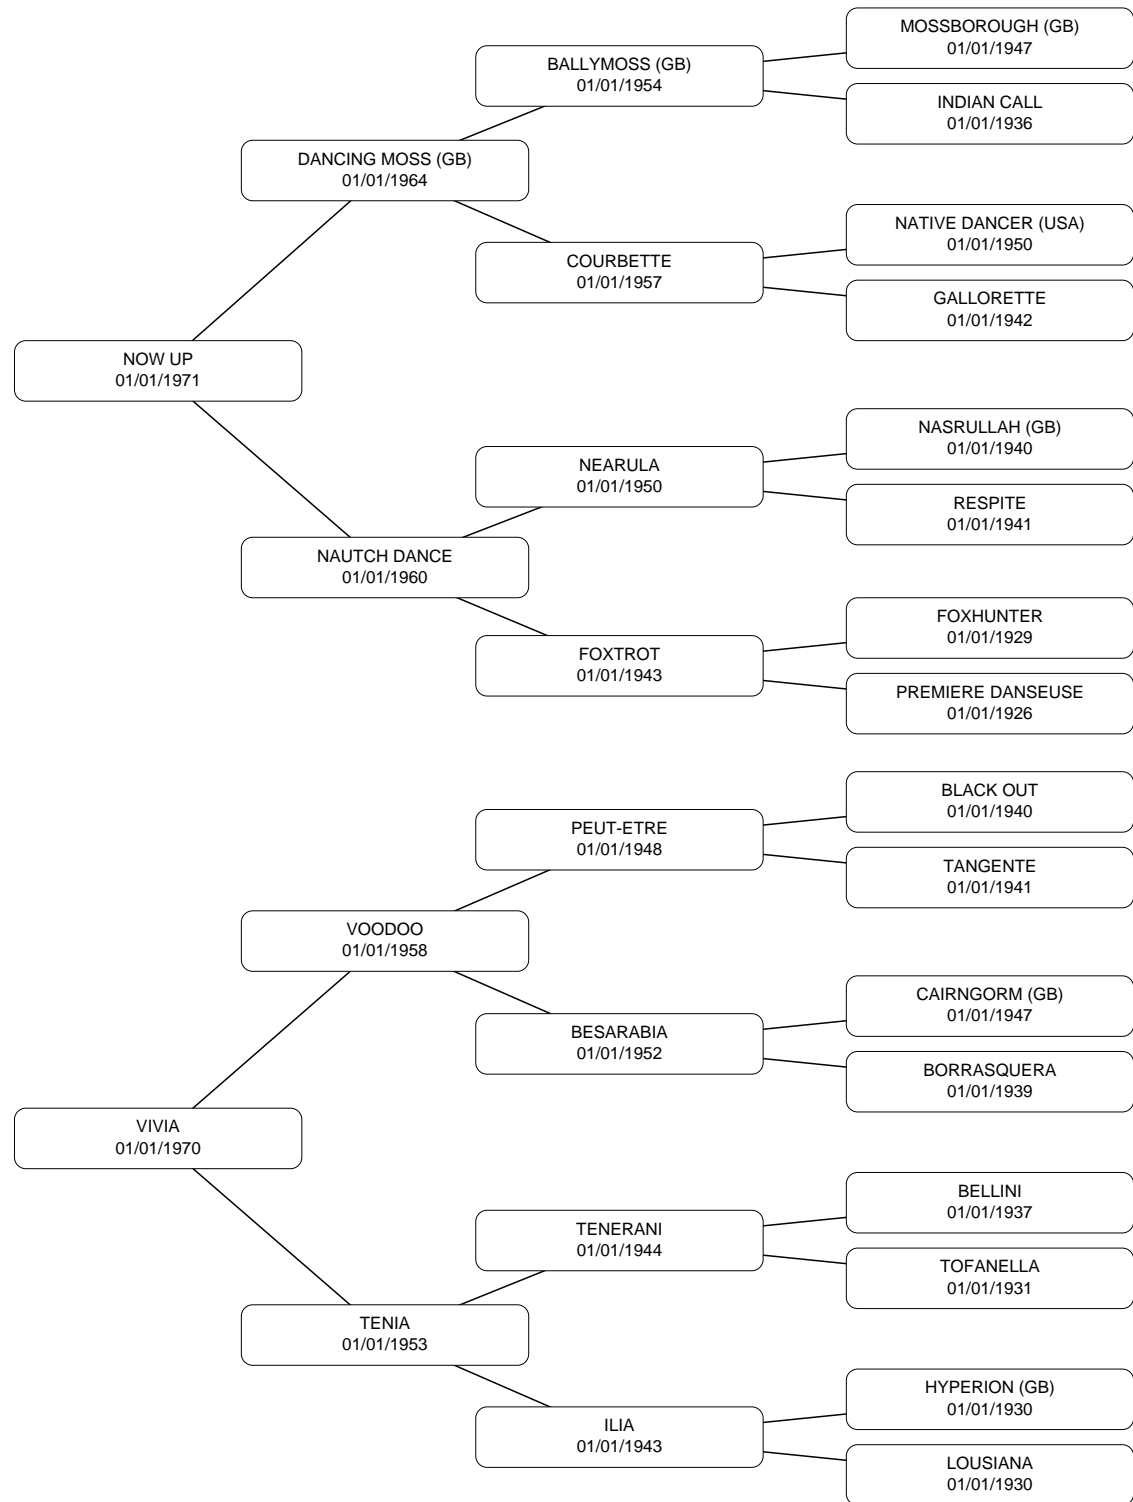 MOSSBOROUGH (GB)
01/01/1947
BALLYMOSS (GB)
01/01/1954
INDIAN CALL
01/01/1936
DANCING MOSS (GB)
01/01/1964
NATIVE DANCER (USA)
01/01/1950
COURBETTE
01/01/1957
GALLORETTE
01/01/1942
NOW UP
01/01/1971
NASRULLAH (GB)
01/01/1940
NEARULA
01/01/1950
RESPITE
01/01/1941
NAUTCH DANCE
01/01/1960
FOXHUNTER
01/01/1929
FOXTROT
01/01/1943
PREMIERE DANSEUSE
01/01/1926
BLACK OUT
01/01/1940
PEUT-ETRE
01/01/1948
TANGENTE
01/01/1941
VOODOO
01/01/1958
CAIRNGORM (GB)
01/01/1947
BESARABIA
01/01/1952
BORRASQUERA
01/01/1939
VIVIA
01/01/1970
BELLINI
01/01/1937
TENERANI
01/01/1944
TOFANELLA
01/01/1931
TENIA
01/01/1953
HYPERION (GB)
01/01/1930
ILIA
01/01/1943
LOUSIANA
01/01/1930